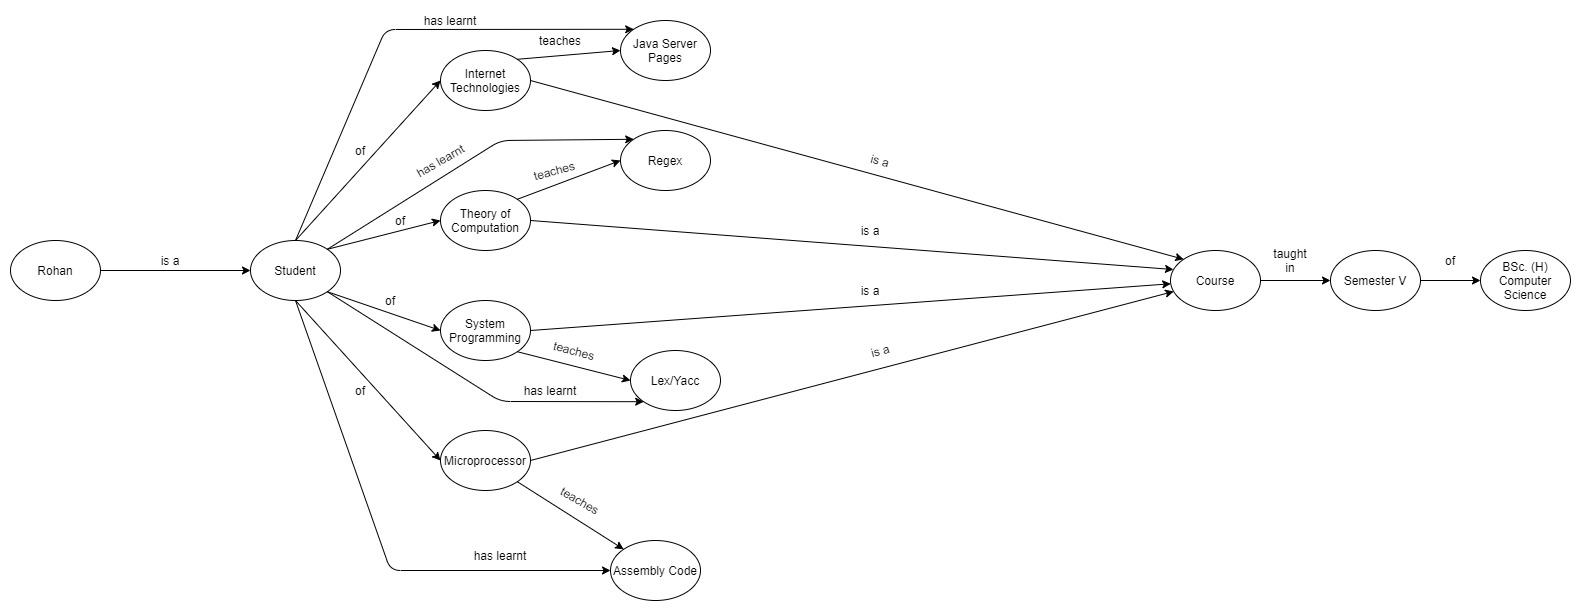 has learnt
teaches
Java Server
Pages
Internet
Technologies
of
is a
has learnt
teaches
Regex
of
Theory of
Computation
is a
Rohan
is a
Student
taught
in
Course
Semester V
of
BSc. (H)
Computer
Science
of
System
Programming
is a
teaches
Lex/Yacc
has learnt
is a
of
Microprocessor
teaches
has learnt
Assembly Code